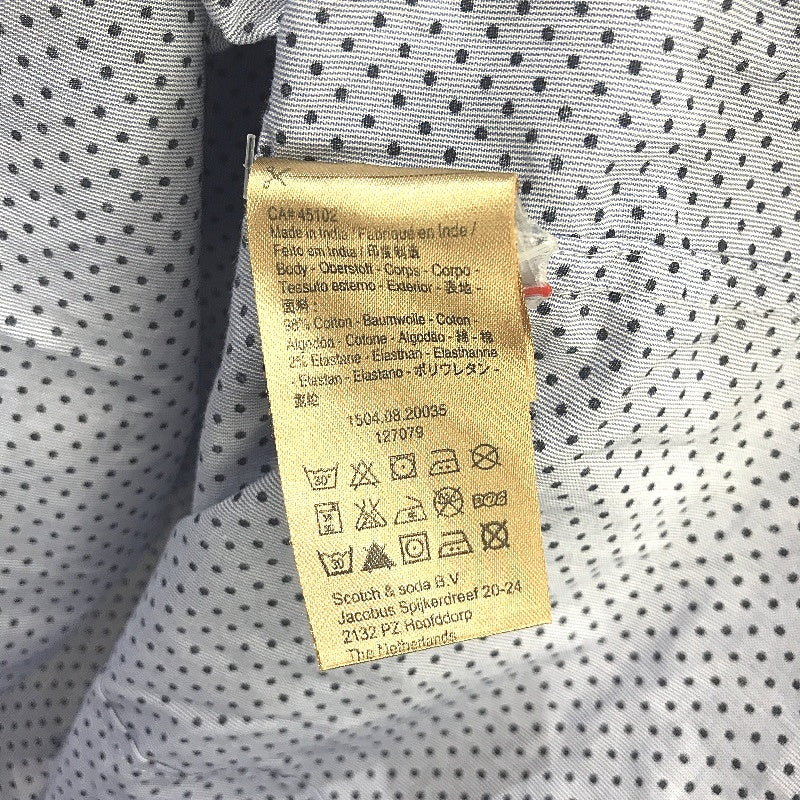 CA# 45102
Made in India / Fabriqué en Inde /
Feito em India / 印度制造
Body - Oberstoff - Corps - Corpo -
Tessuto esterno - Exterior - 表地 -
面料 :
98% Cotton - Baumwolle - Coton -
Algodón - Cotone - Algodão - 綿 - 棉
2% Elastane - Elasthan - Elasthanne
- Elastan - Elastano - ポリウレタン -
氨纶
1504.08.20035
127079
30°
30
Scotch & soda B.V
Jacobus Spijkerdreef 20-24
2132 PZ Hoofddorp
The Netherlands